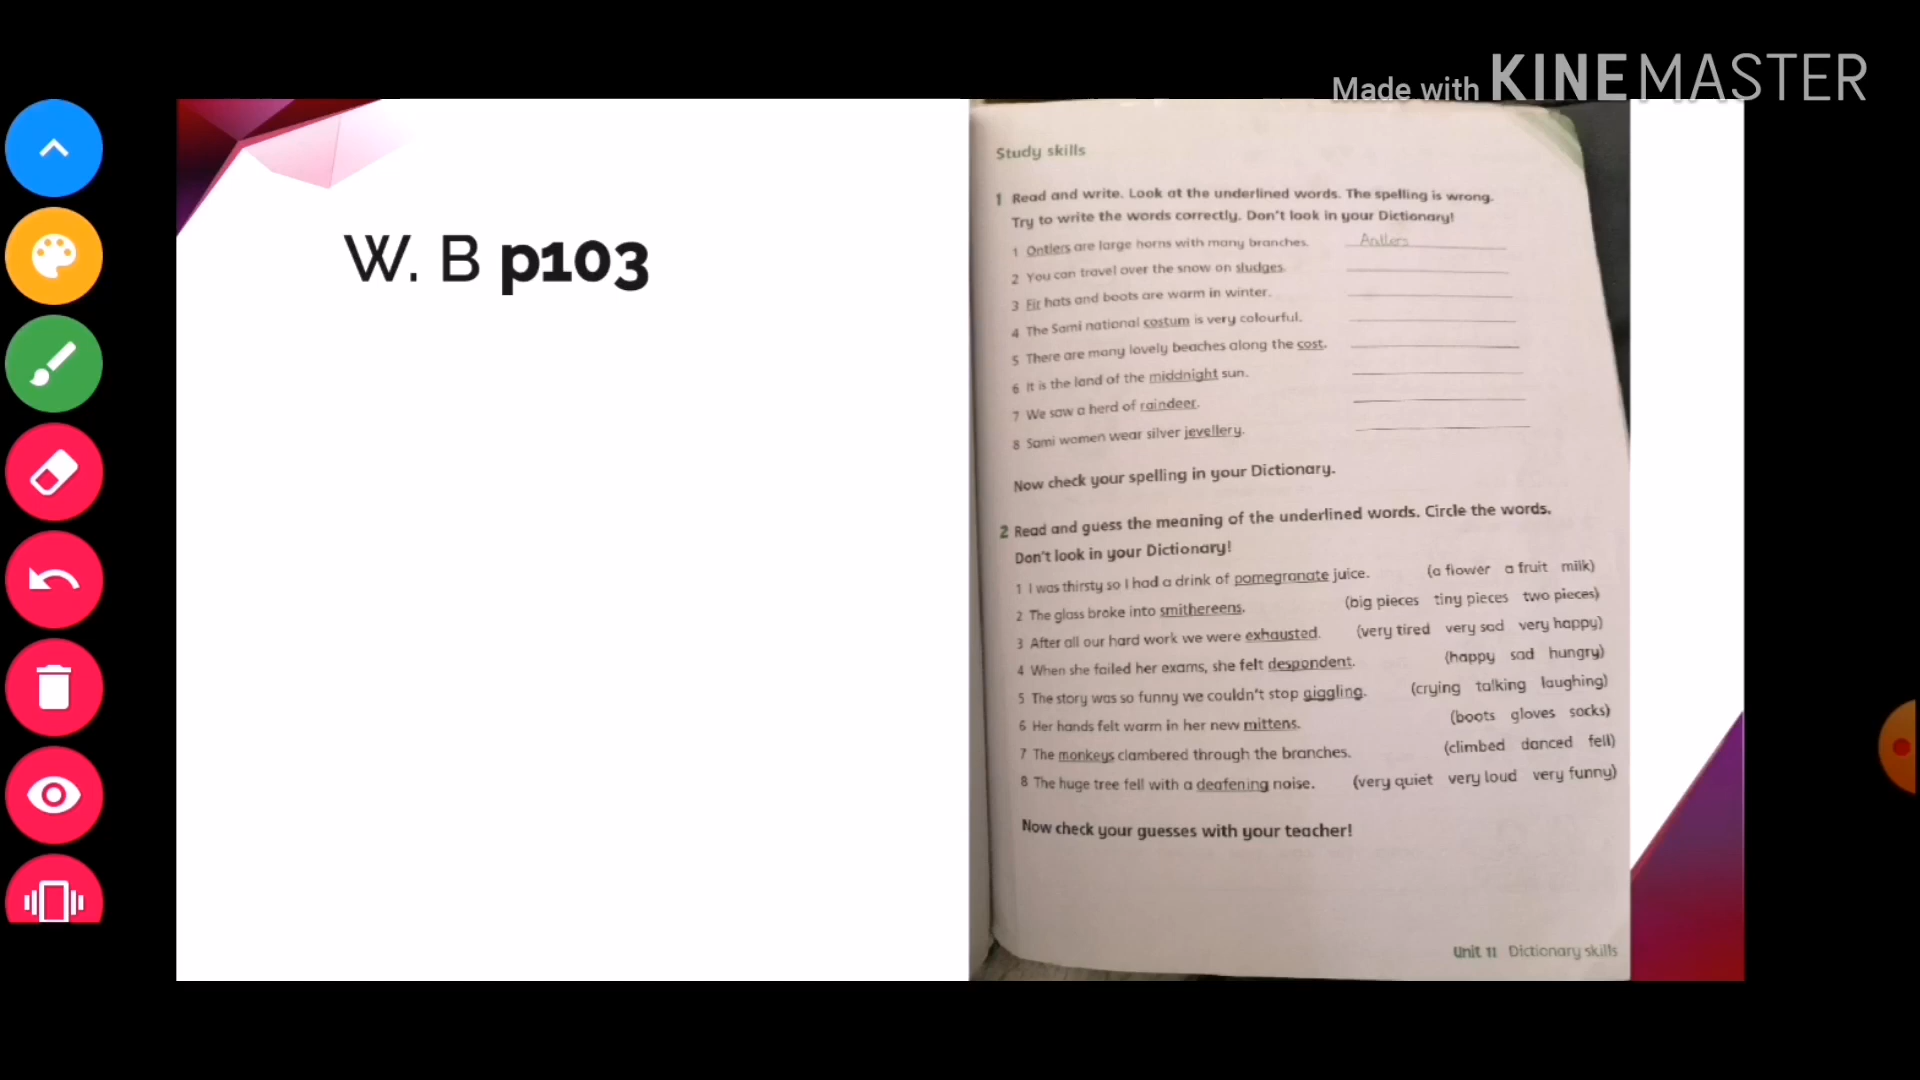 Made with KINEMASTER
W. B p103
Study skills
1 Read and write. Look at the underlined words. The spelling is wrong.
Try to write the words correctly. Don't look in your Dictionary!
1 Ontlers are large horns with many branches. Antlers
2 You can travel over the snow on sludges.
3 Fir hats and boots are warm in winter.
4 The Sami national costum is very colourful.
5 There are many lovely beaches along the cost.
6 It is the land of the middnight sun.
7 We saw a herd of raindeer.
8 Sami women wear silver jevellery.
Now check your spelling in your Dictionary.
2 Read and guess the meaning of the underlined words. Circle the words.
Don't look in your Dictionary!
1 I was thirsty so I had a drink of pomegranate juice. (a flower a fruit milk)
2 The glass broke into smithereens. (big pieces tiny pieces two pieces)
3 After all our hard work we were exhausted. (very tired very sad very happy)
4 When she failed her exams, she felt despondent. (happy sad hungry)
5 The story was so funny we couldn't stop giggling. (crying talking laughing)
6 Her hands felt warm in her new mittens. (boots gloves socks)
7 The monkeys clambered through the branches. (climbed danced fell)
8 The huge tree fell with a deafening noise. (very quiet very loud very funny)
Now check your guesses with your teacher!
Unit 11 Dictionary skills